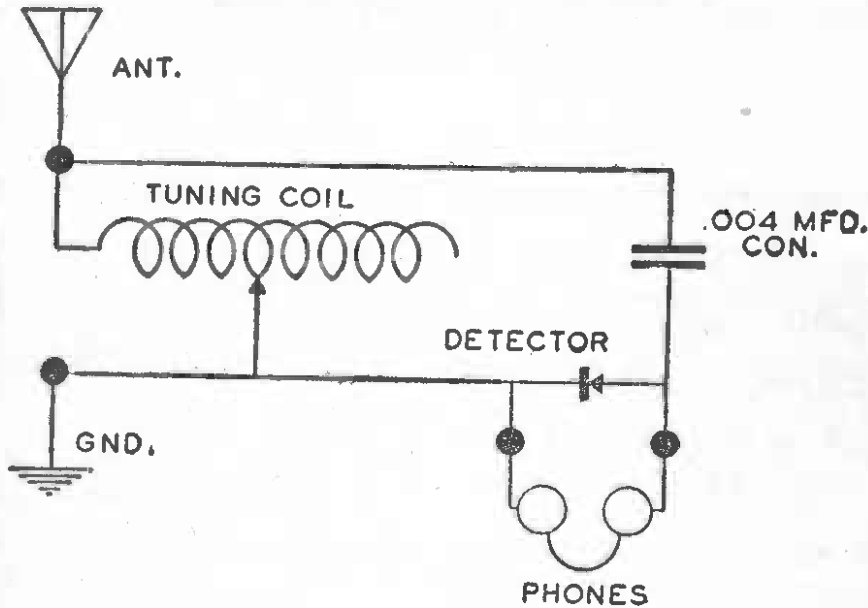 ANT.
TUNING COIL
.004 MFD.
CON.
DETECTOR
GND.
PHONES